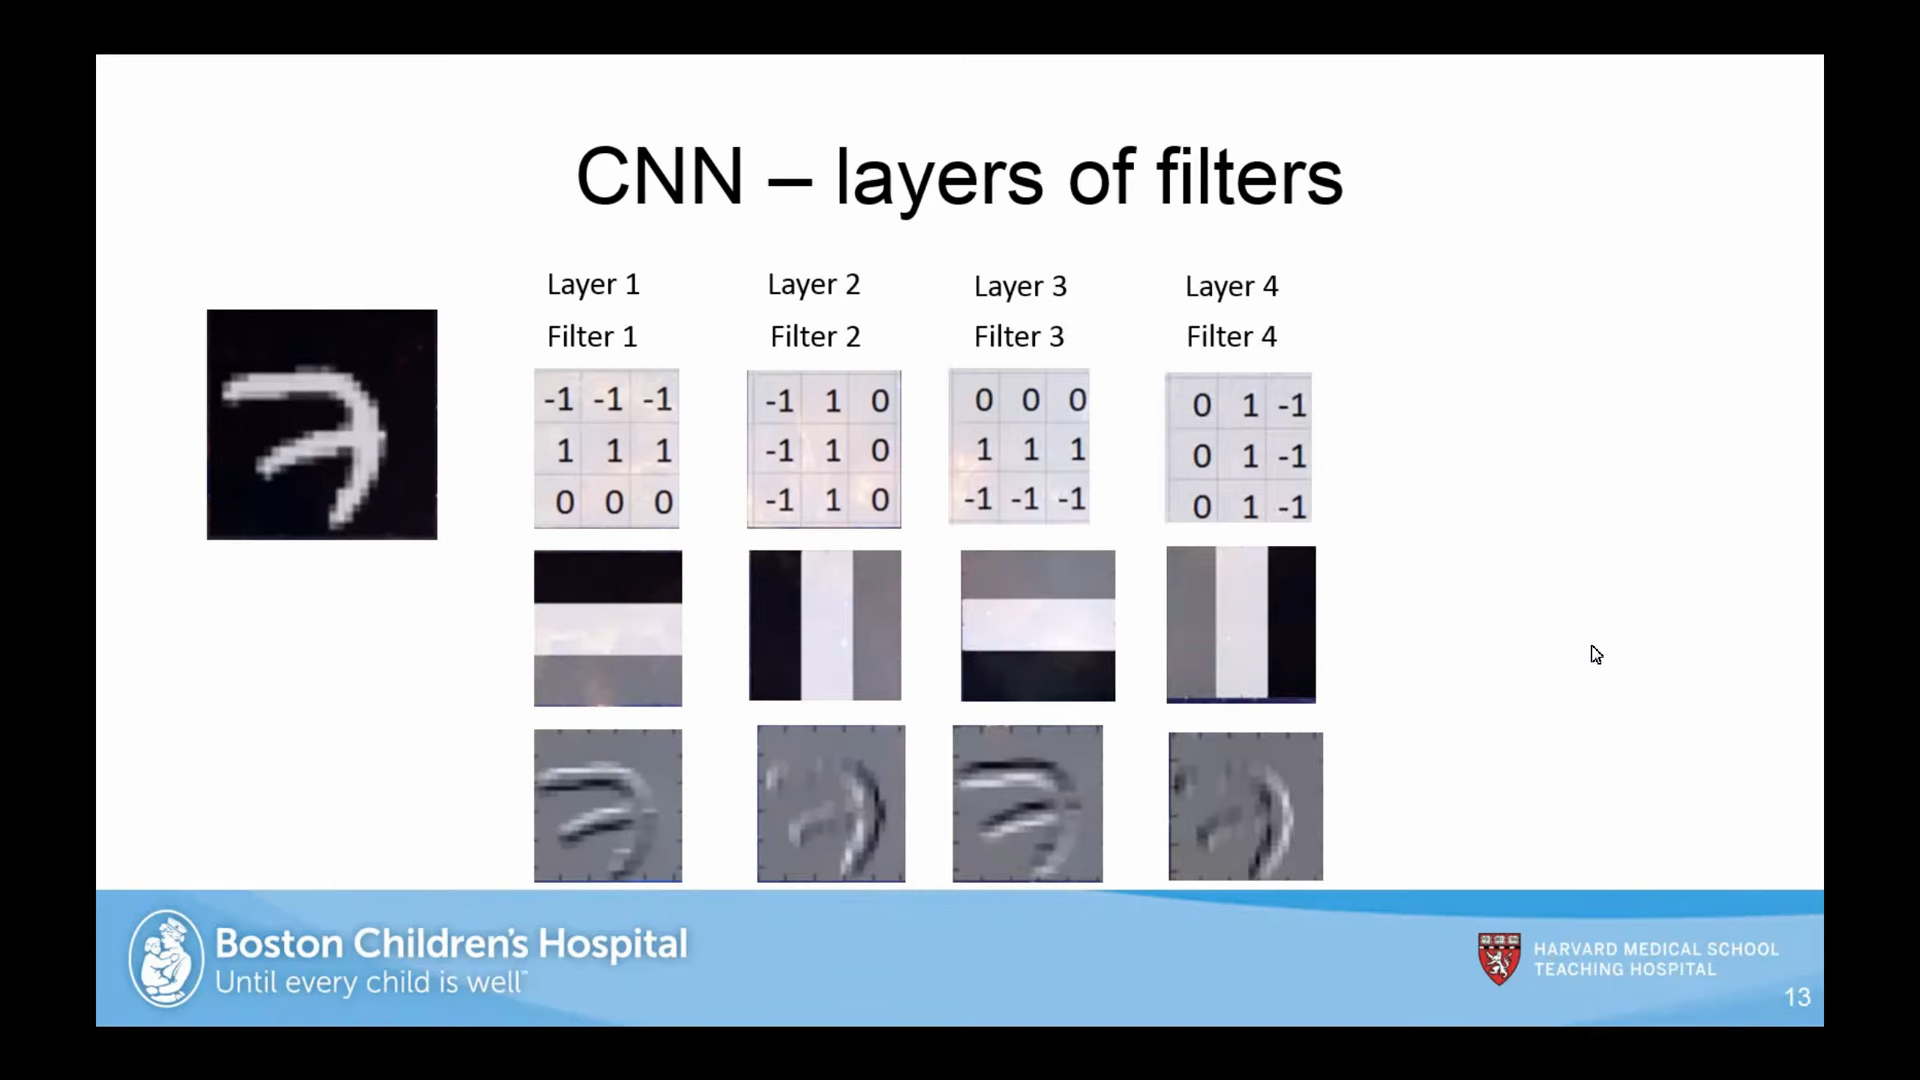 CNN – layers of filters
Layer 1 Layer 2 Layer 3 Layer 4
Filter 1 Filter 2 Filter 3 Filter 4
-1 -1 -1 -1 1 0 0 0 0 0 1 -1
1 1 1 -1 1 0 1 1 1 0 1 -1
0 0 0 -1 1 0 -1 -1 -1 0 1 -1
Boston Children's Hospital
Until every child is well™
HARVARD MEDICAL SCHOOL
TEACHING HOSPITAL
13